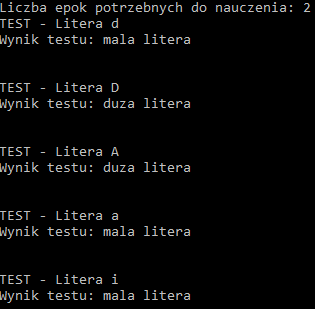 Liczba epok potrzebnych do nauczenia: 2
TEST - Litera d
Wynik testu: mala litera
TEST - Litera D
Wynik testu: duza litera
TEST - Litera A
Wynik testu: duza litera
TEST - Litera a
Wynik testu: mala litera
TEST - Litera i
Wynik testu: mala litera